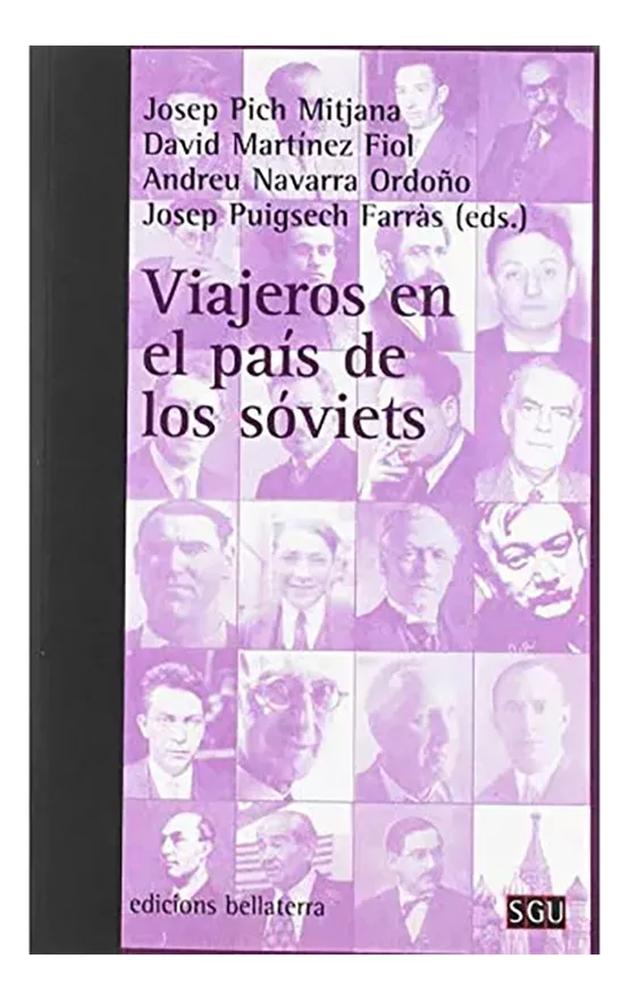 Josep Pich Mitjana
David Martínez Fiol
Andreu Navarra Ordoño
Josep Puigsech Farràs (eds.)
Viajeros en
el país de
los sóviets
edicions bellaterra
SGU